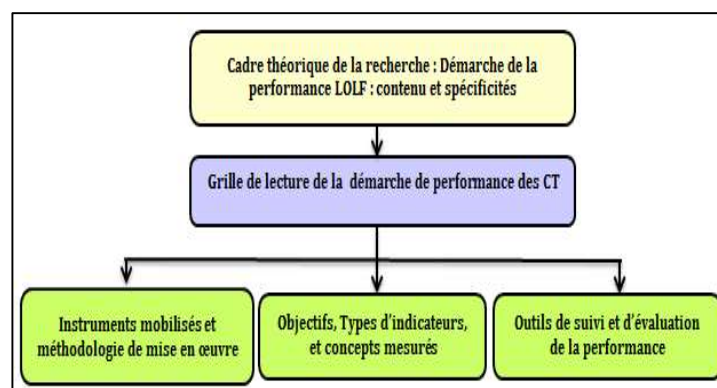 Cadre théorique de la recherche : Démarche de la
performance LOLF : contenu et spécificités
Grille de lecture de la démarche de performance des CT
Instruments mobilisés et
méthodologie de mise en œuvre
Objectifs, Types d'indicateurs,
et concepts mesurés
Outils de suivi et d'évaluation
de la performance